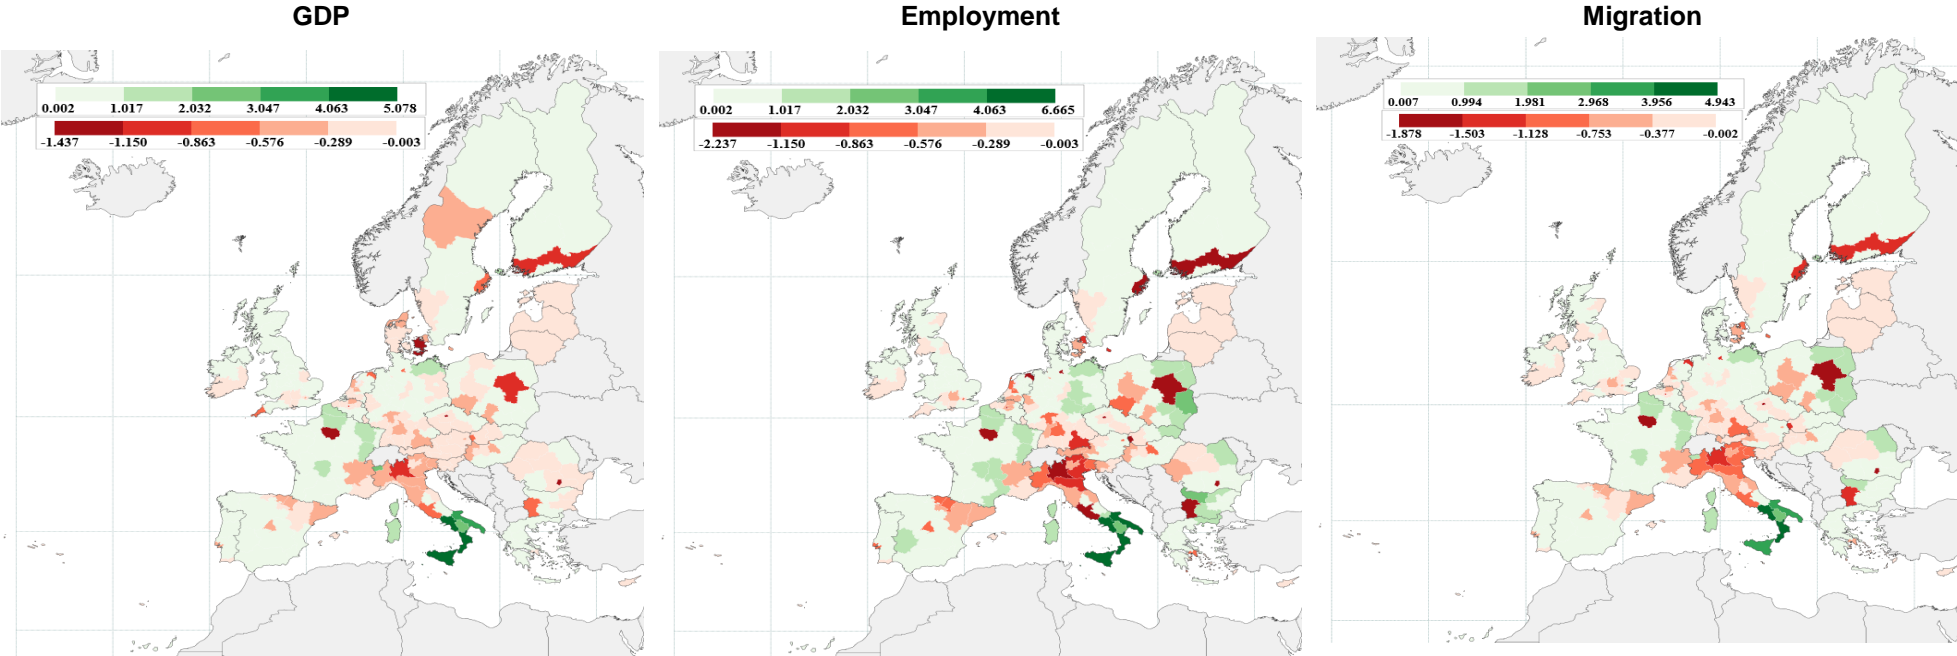 GDP
Employment
Migration
0.002 1.017 2.032 3.047 4.063 5.078
-1.437 -1.150 -0.863 -0.576 -0.289 -0.003
0.002 1.017 2.032 3.047 4.063 6.665
-2.237 -1.150 -0.863 -0.576 -0.289 -0.003
0.007 0.994 1.981 2.968 3.956 4.943
-1.878 -1.503 -1.128 -0.753 -0.377 -0.002